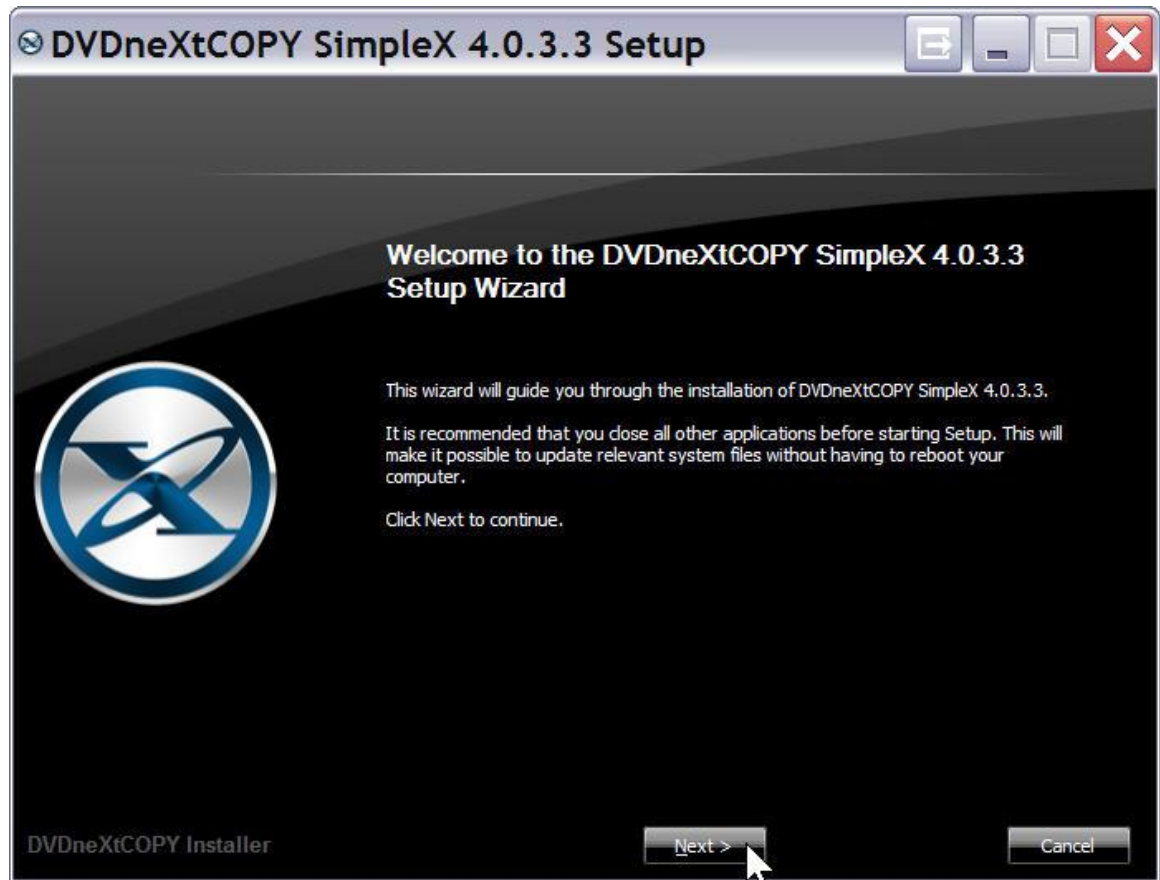 DVDneXtCOPY SimpleX 4.0.3.3 Setup
Welcome to the DVDneXtCOPY SimpleX 4.0.3.3
Setup Wizard
This wizard will guide you through the installation of DVDneXtCOPY SimpleX 4.0.3.3.
It is recommended that you close all other applications before starting Setup. This will
make it possible to update relevant system files without having to reboot your
computer.
Click Next to continue.
DVDneXtCOPY Installer
Next >
Cancel